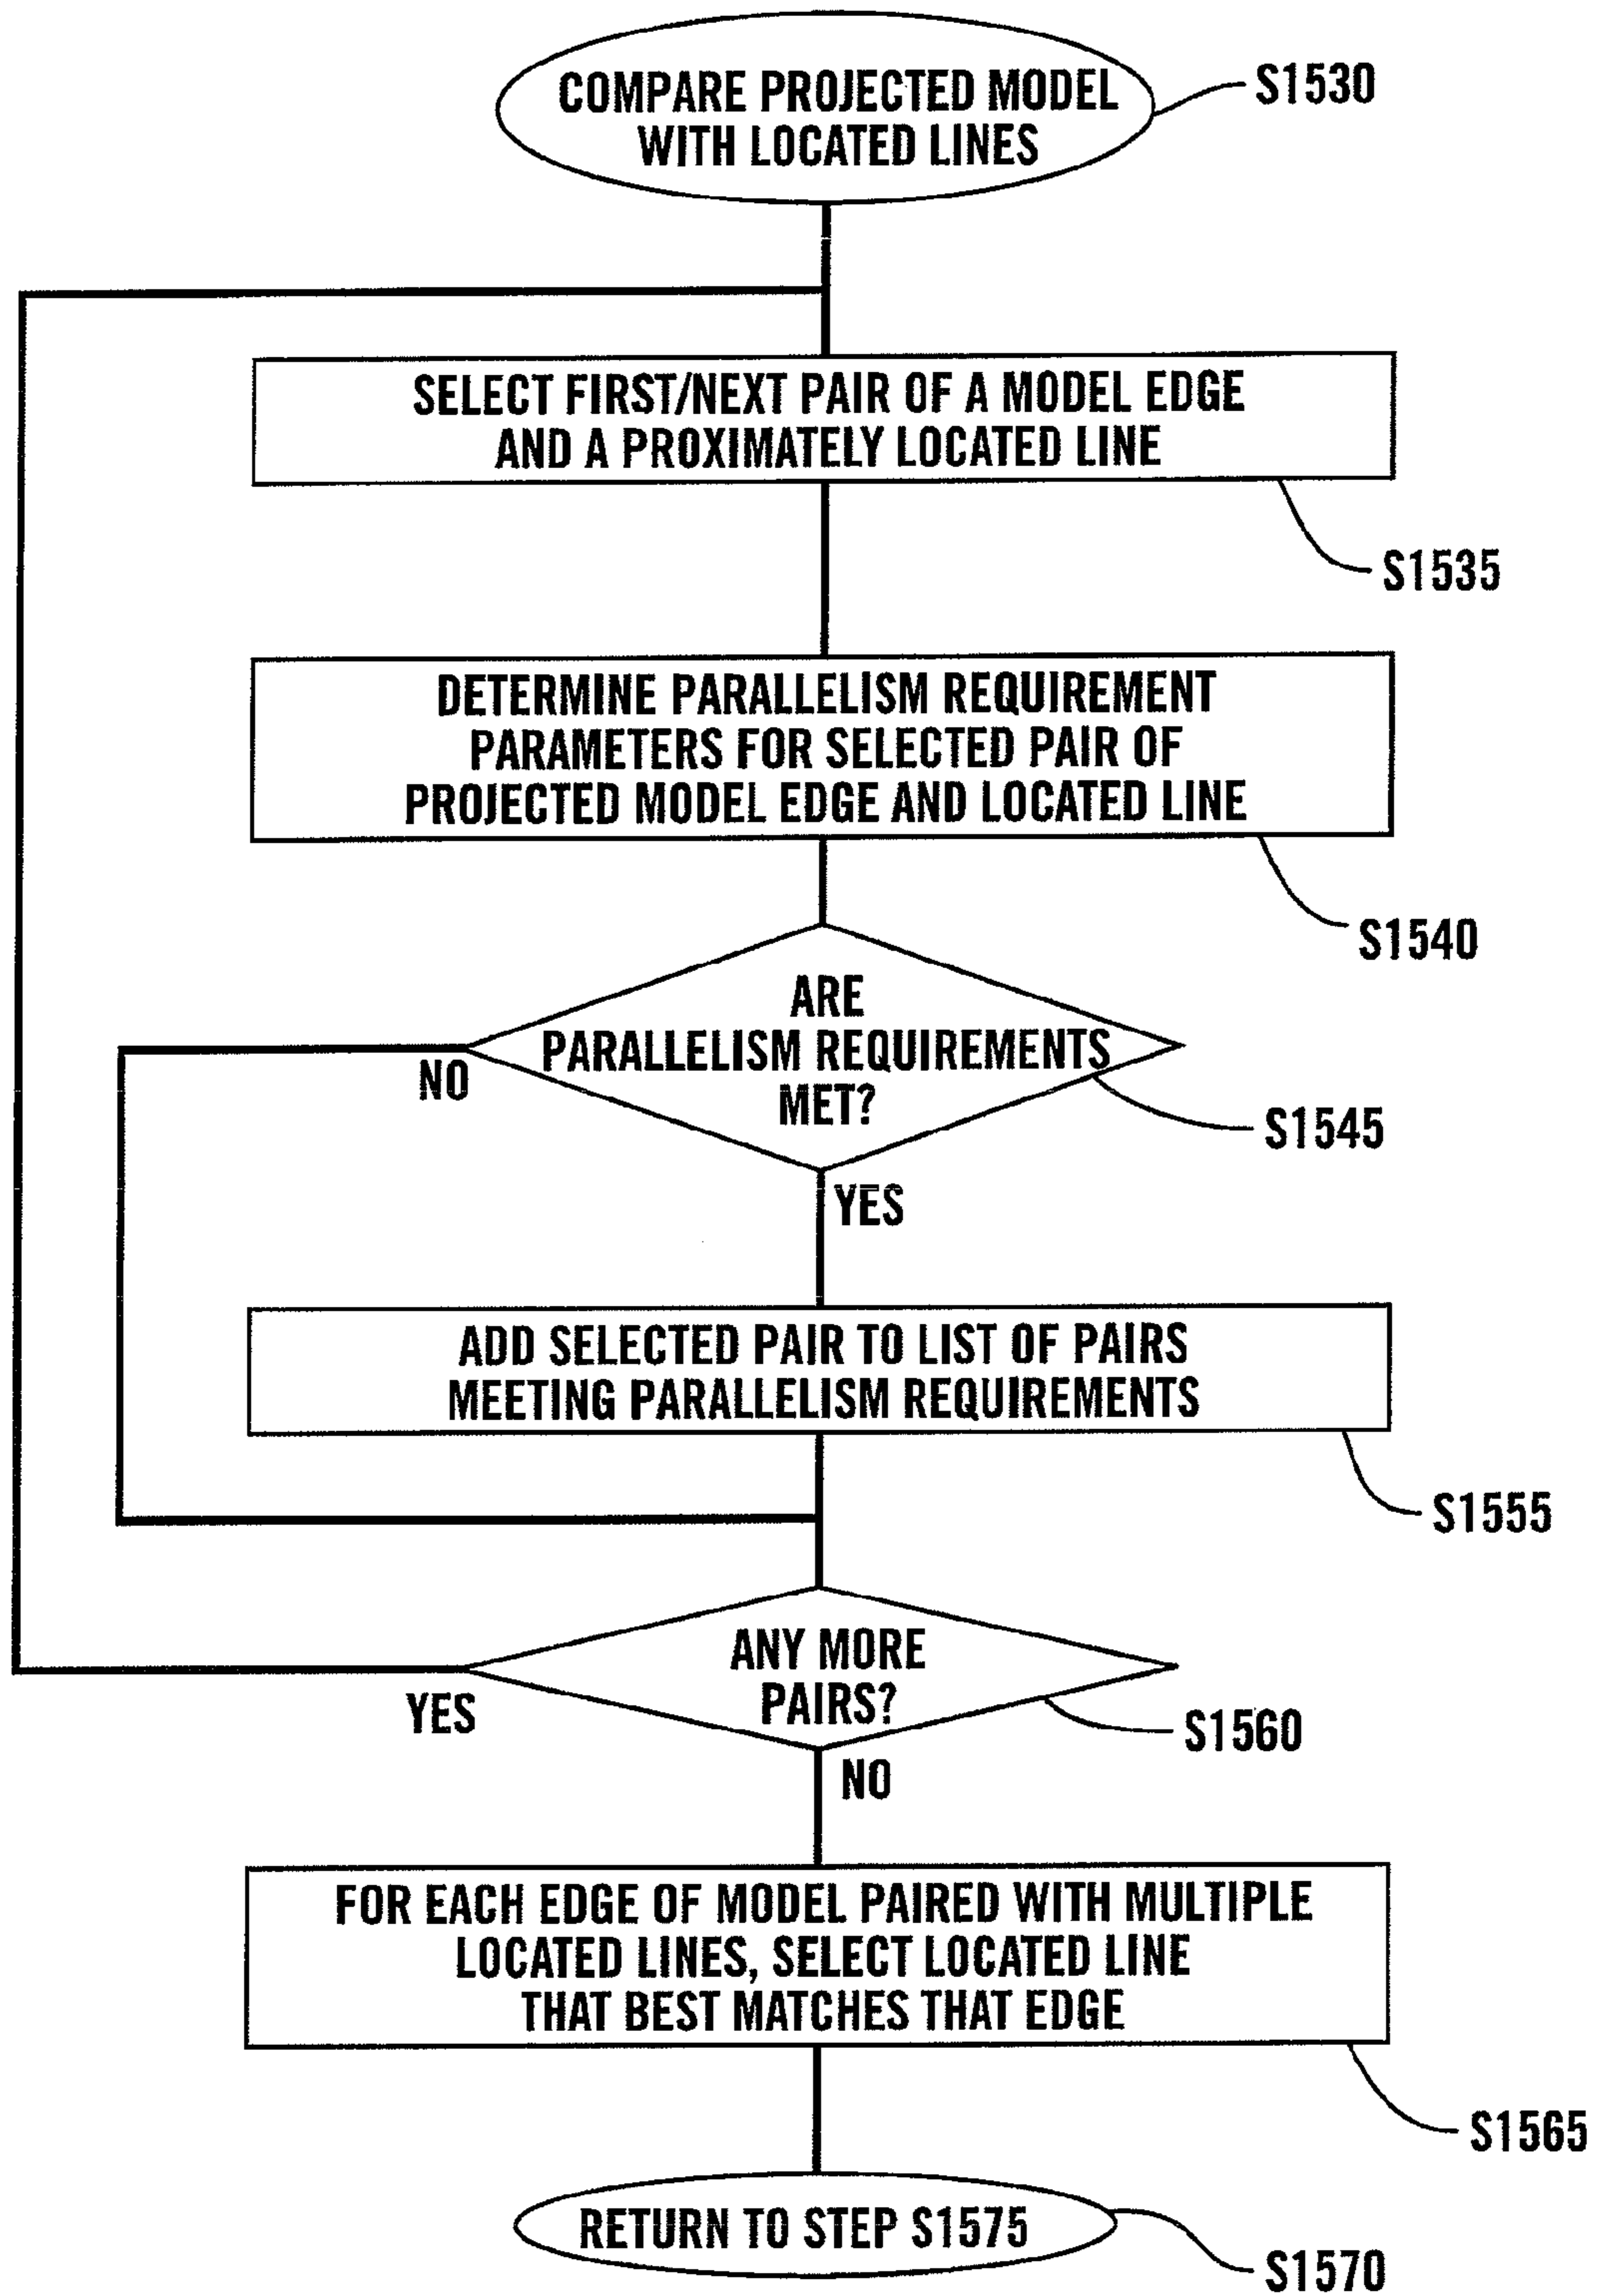 COMPARE PROJECTED MODEL
WITH LOCATED LINES
S1530
SELECT FIRST/NEXT PAIR OF A MODEL EDGE
AND A PROXIMATELY LOCATED LINE
S1535
DETERMINE PARALLELISM REQUIREMENT
PARAMETERS FOR SELECTED PAIR OF
PROJECTED MODEL EDGE AND LOCATED LINE
S1540
ARE
PARALLELISM REQUIREMENTS
MET?
NO
S1545
YES
ADD SELECTED PAIR TO LIST OF PAIRS
MEETING PARALLELISM REQUIREMENTS
S1555
ANY MORE
PAIRS?
YES
S1560
NO
FOR EACH EDGE OF MODEL PAIRED WITH MULTIPLE
LOCATED LINES, SELECT LOCATED LINE
THAT BEST MATCHES THAT EDGE
S1565
RETURN TO STEP S1575
S1570